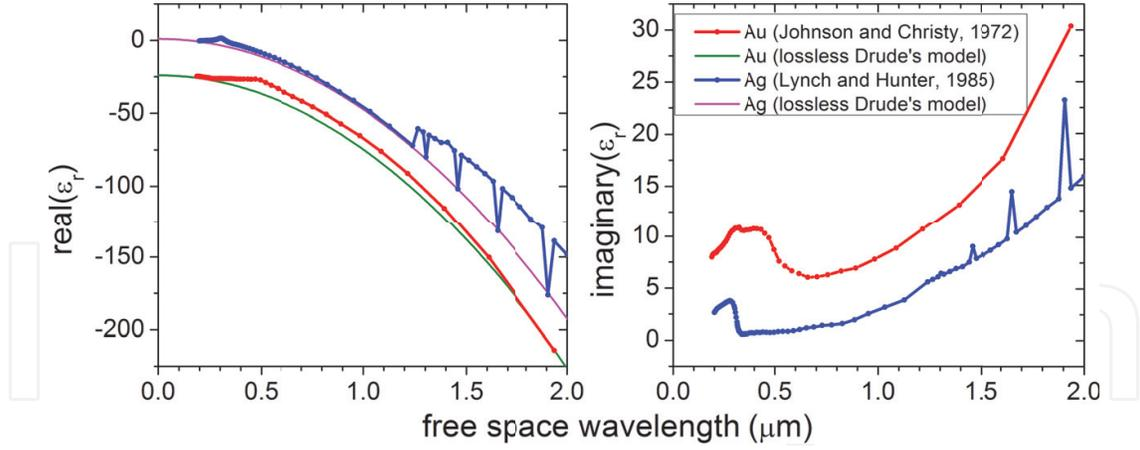 real(εr)
0
-50
-100
-150
-200
0.0 0.5 1.0 1.5 2.0
imaginary(εr)
30
25
20
15
10
5
0
0.0 0.5 1.0 1.5 2.0
Au (Johnson and Christy, 1972)
Au (lossless Drude's model)
Ag (Lynch and Hunter, 1985)
Ag (lossless Drude's model)
free space wavelength (μm)